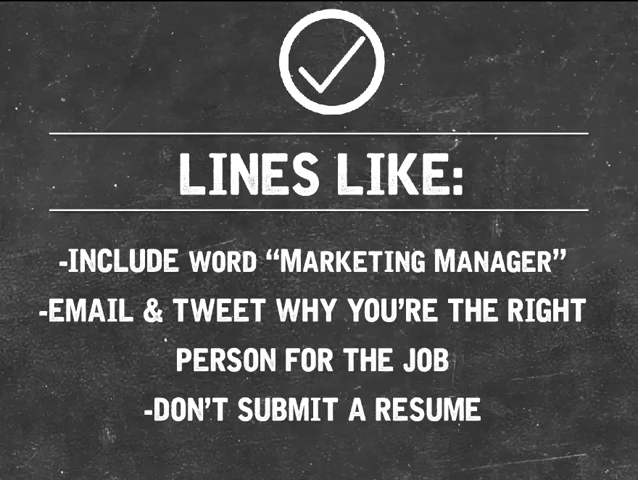 LINES LIKE:
-INCLUDE WORD “MARKETING MANAGER”
-EMAIL & TWEET WHY YOU’RE THE RIGHT
PERSON FOR THE JOB
-DON’T SUBMIT A RESUME